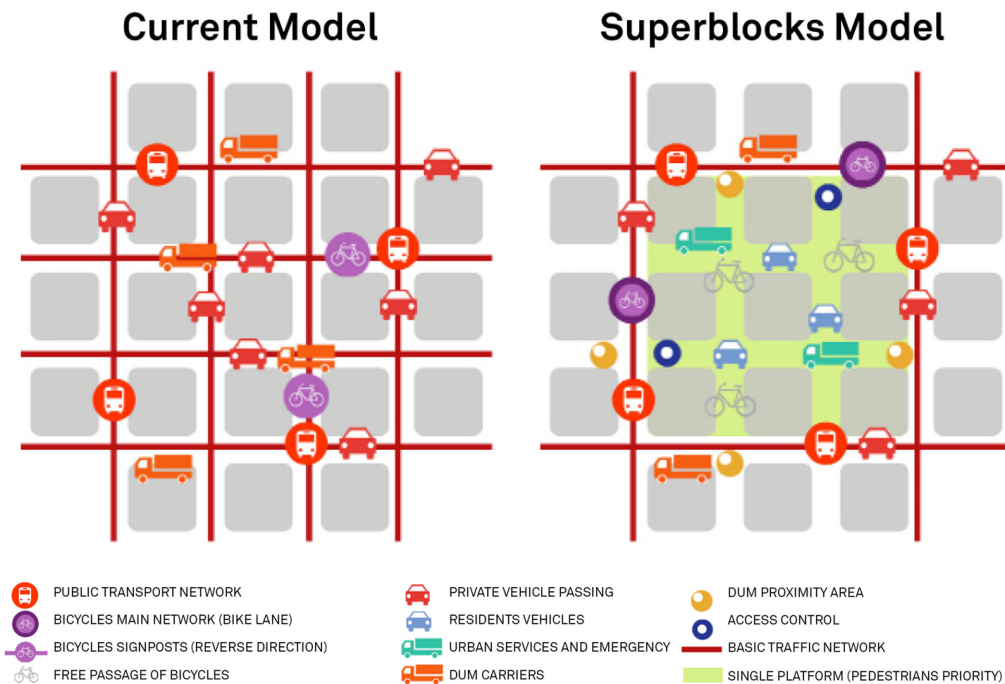 Current Model
Superblocks Model
PUBLIC TRANSPORT NETWORK
BICYCLES MAIN NETWORK (BIKE LANE)
BICYCLES SIGNPOSTS (REVERSE DIRECTION)
FREE PASSAGE OF BICYCLES
PRIVATE VEHICLE PASSING
RESIDENTS VEHICLES
URBAN SERVICES AND EMERGENCY
DUM CARRIERS
DUM PROXIMITY AREA
ACCESS CONTROL
BASIC TRAFFIC NETWORK
SINGLE PLATFORM (PEDESTRIANS PRIORITY)